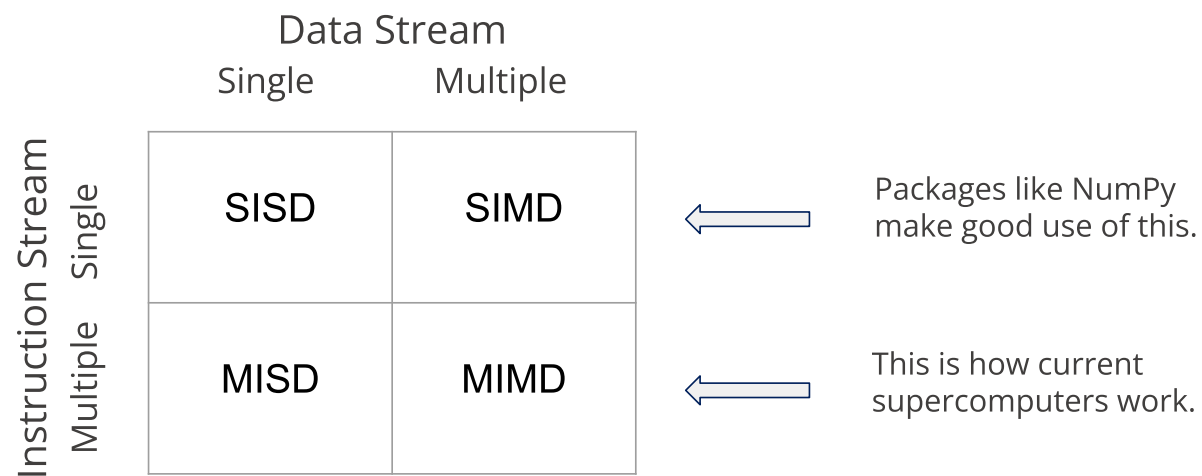 Data Stream
Single Multiple
Instruction Stream
Single
Multiple
SISD SIMD
Packages like NumPy
make good use of this.
MISD MIMD
This is how current
supercomputers work.